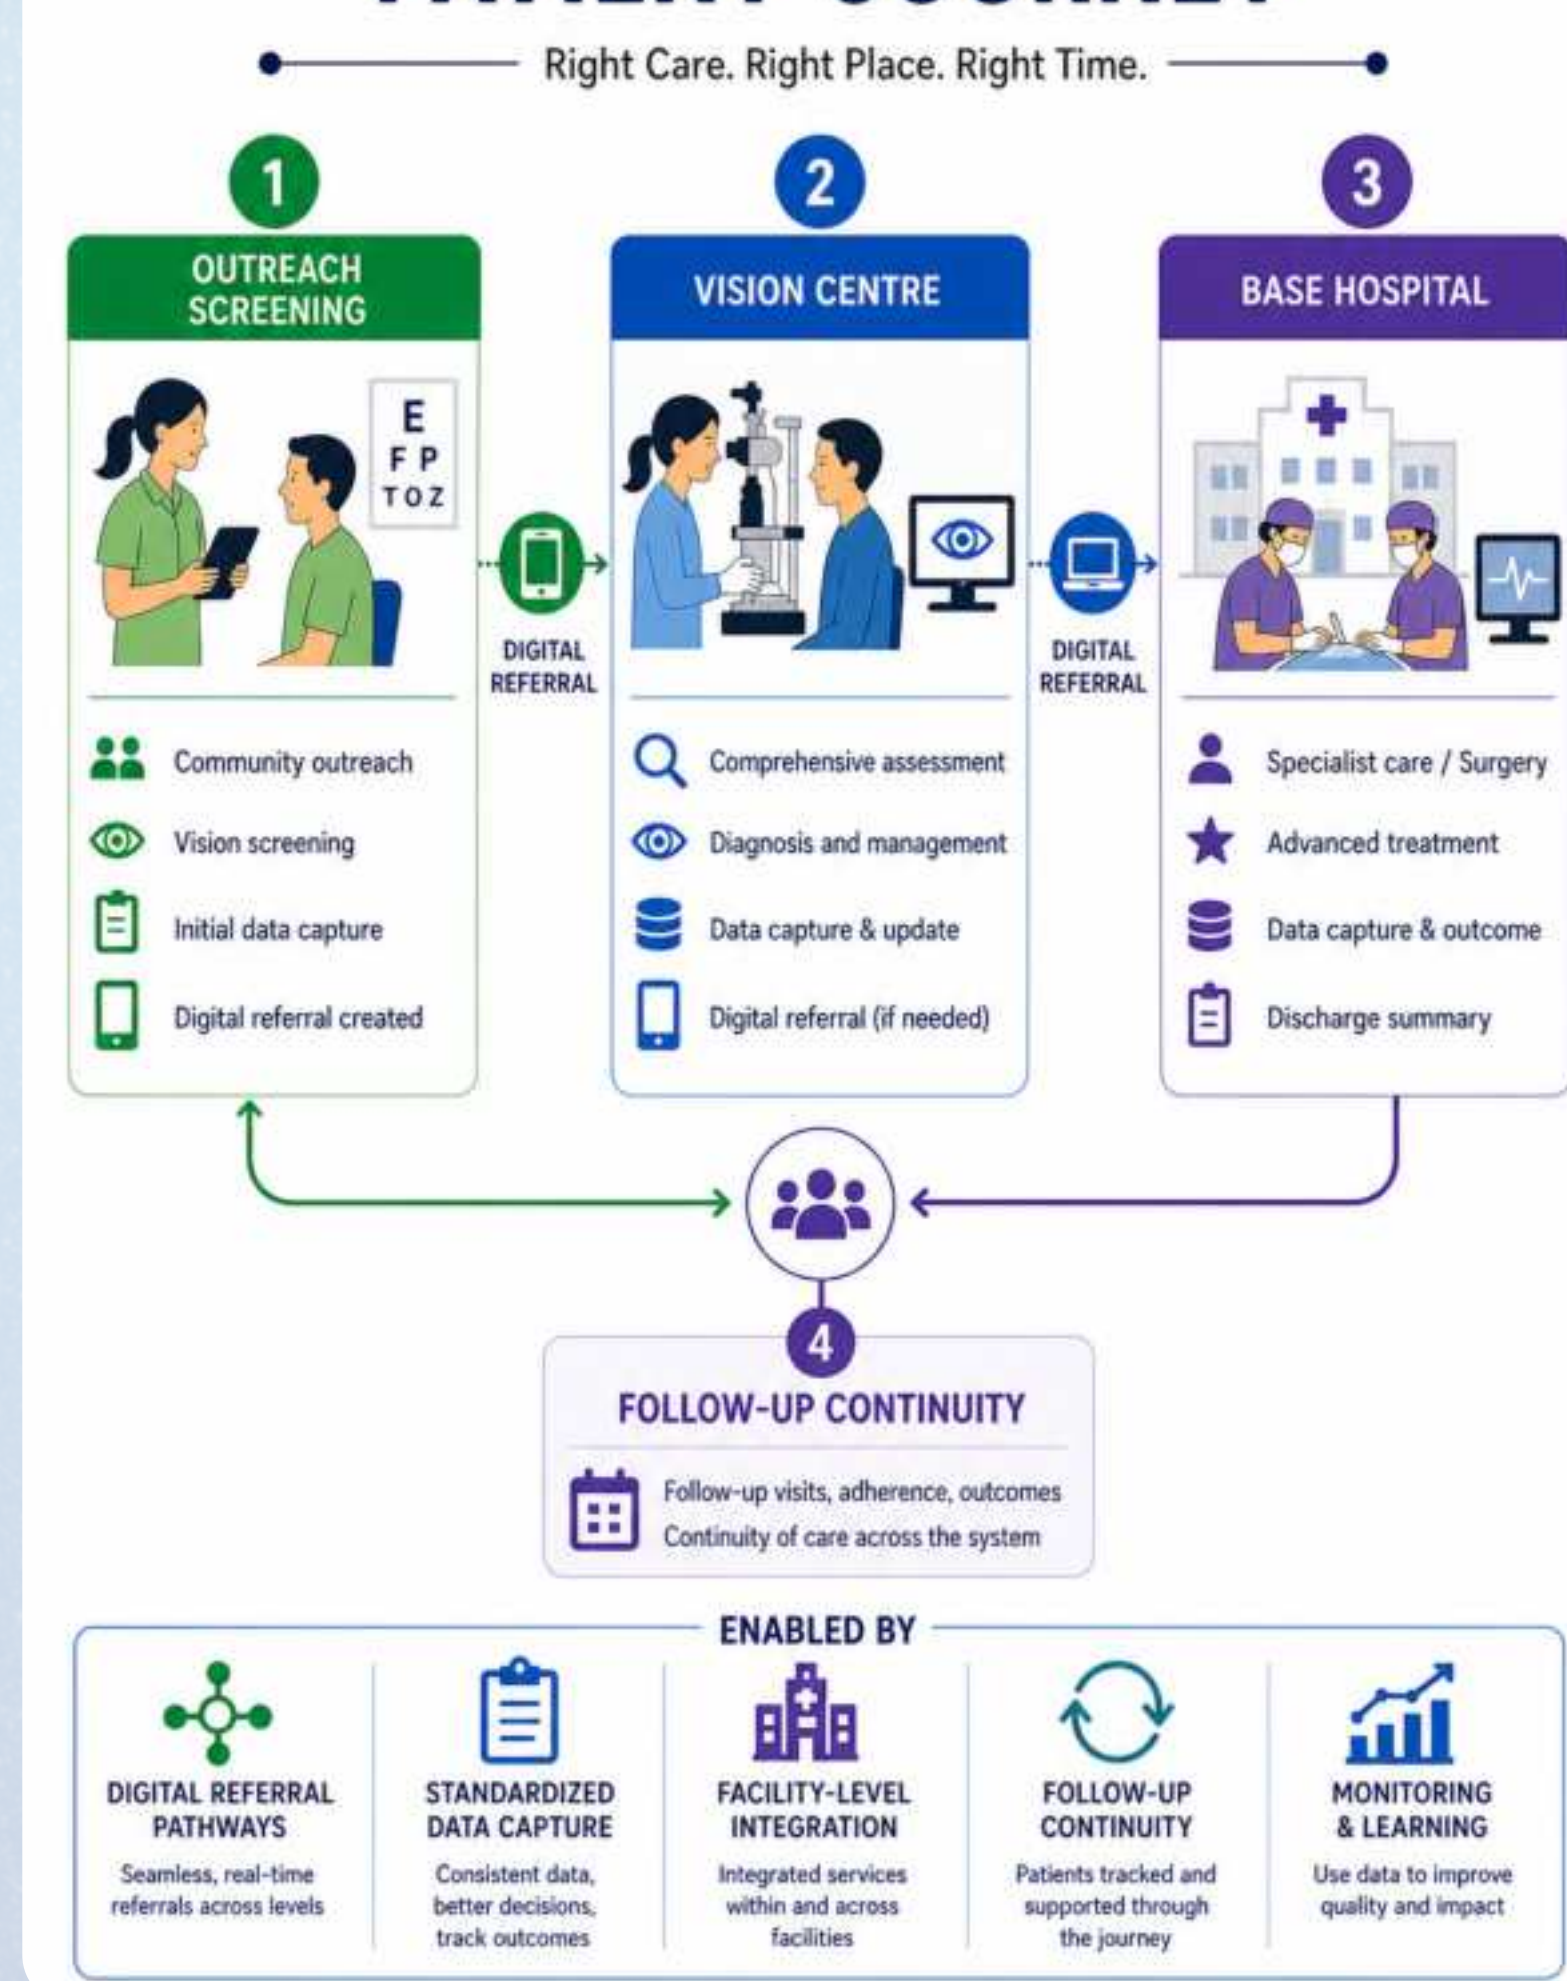 PATIENT JOURNEY
Right Care. Right Place. Right Time.
1
OUTREACH
SCREENING
E
F P
T O Z
Community outreach
Vision screening
Initial data capture
Digital referral created
DIGITAL
REFERRAL
2
VISION CENTRE
Comprehensive assessment
Diagnosis and management
Data capture & update
Digital referral (if needed)
DIGITAL
REFERRAL
3
BASE HOSPITAL
Specialist care / Surgery
Advanced treatment
Data capture & outcome
Discharge summary
4
FOLLOW-UP CONTINUITY
Follow-up visits, adherence, outcomes
Continuity of care across the system
ENABLED BY
DIGITAL REFERRAL
PATHWAYS
Seamless, real-time
referrals across levels
STANDARDIZED
DATA CAPTURE
Consistent data,
better decisions,
track outcomes
FACILITY-LEVEL
INTEGRATION
Integrated services
within and across
facilities
FOLLOW-UP
CONTINUITY
Patients tracked and
supported through
the journey
MONITORING
& LEARNING
Use data to improve
quality and impact